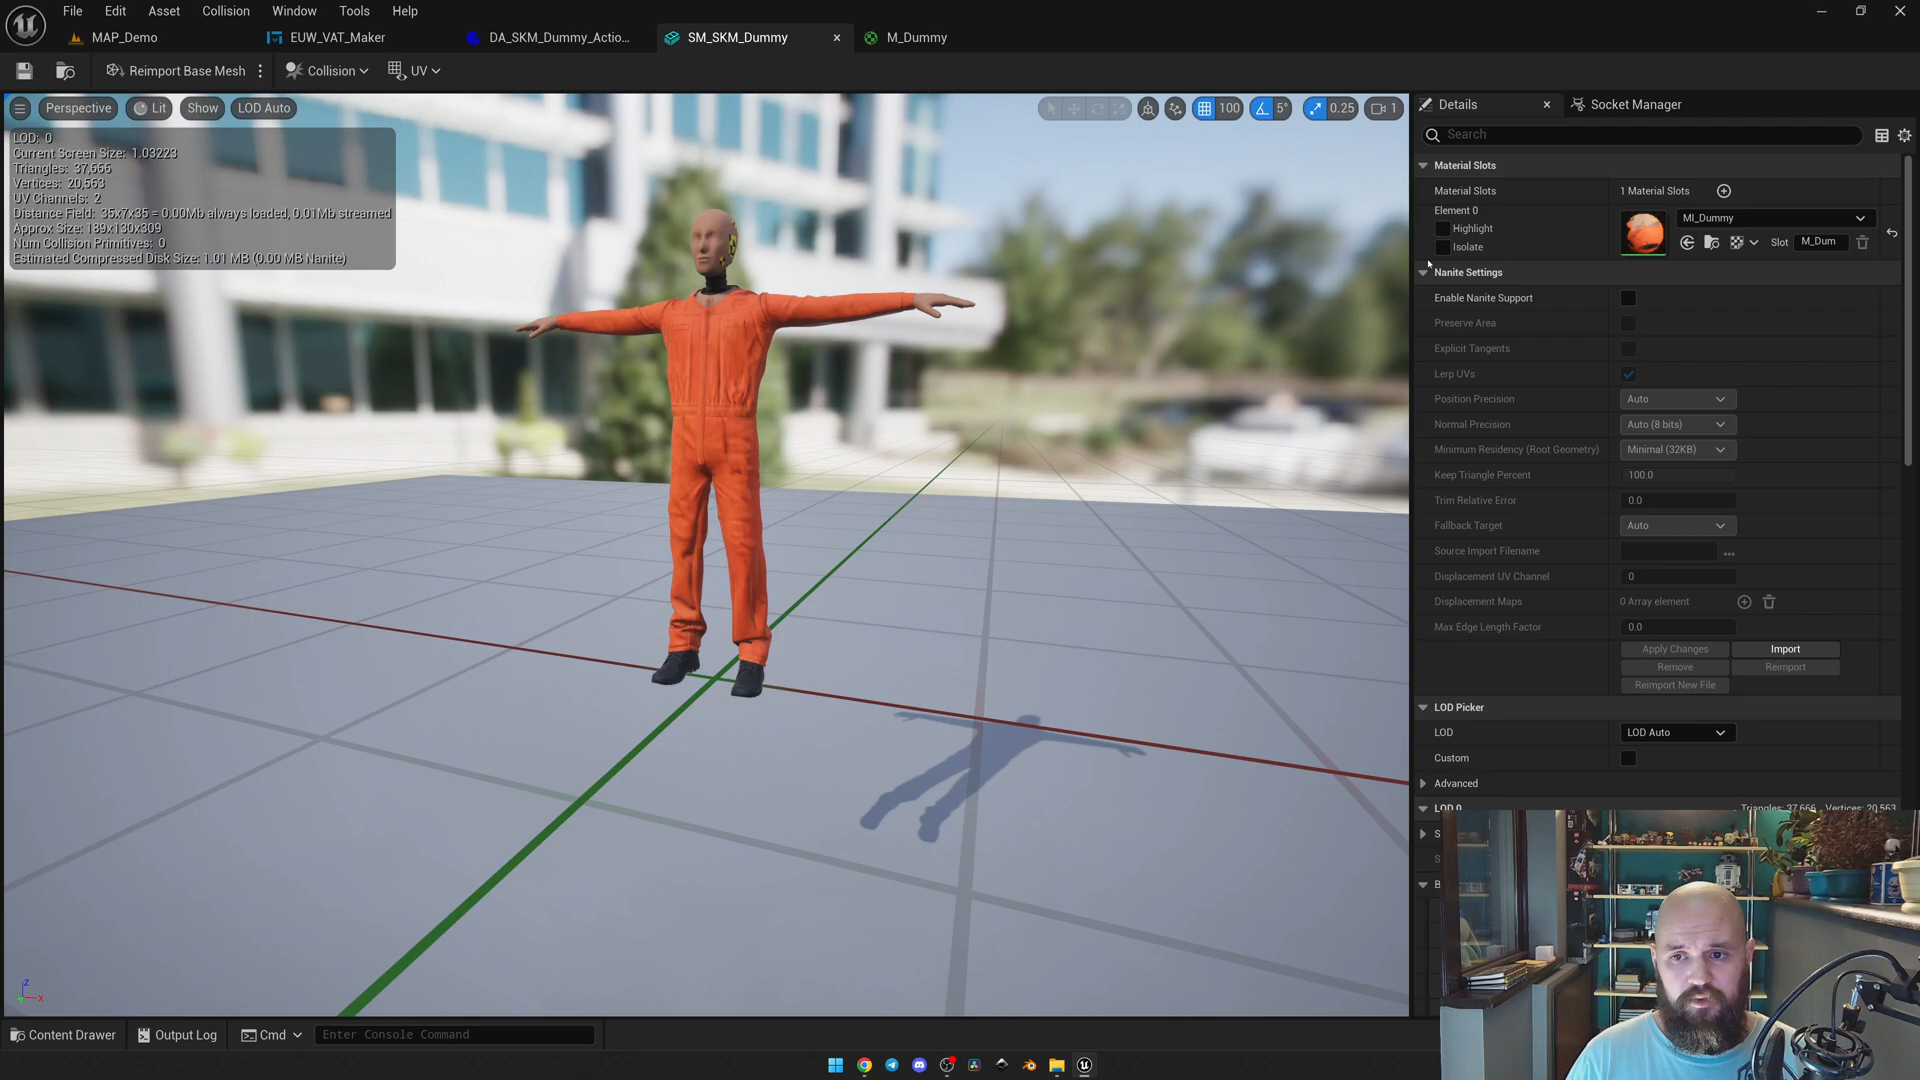 File Edit Asset Collision Window Tools Help
MAP_Demo EUW_VAT_Maker DA_SKM_Dummy_Actio... SM_SKM_Dummy M_Dummy
Reimport Base Mesh Collision UV
Perspective Lit Show LOD Auto 100 5° 0.25 1
LOD: 0
Current Screen Size: 1.03223
Triangles: 37,666
Vertices: 20,563
UV Channels: 2
Distance Field: 35x7x35 = 0.00Mb always loaded, 0.01Mb streamed
Approx Size: 189x130x309
Num Collision Primitives: 0
Estimated Compressed Disk Size: 1.01 MB (0.00 MB Nanite)
Details Socket Manager
Search
Material Slots
Material Slots 1 Material Slots
Element 0
Highlight
Isolate
MI_Dummy
Slot M_Dum
Nanite Settings
Enable Nanite Support
Preserve Area
Explicit Tangents
Lerp UVs
Position Precision Auto
Normal Precision Auto (8 bits)
Minimum Residency (Root Geometry) Minimal (32KB)
Keep Triangle Percent 100.0
Trim Relative Error 0.0
Fallback Target Auto
Source Import Filename ...
Displacement UV Channel 0
Displacement Maps 0 Array element
Max Edge Length Factor 0.0
Apply Changes Import
Remove Reimport
Reimport New File
LOD Picker
LOD LOD Auto
Custom
Advanced
LOD 0 Triangles: 37,666 Vertices: 20,563
S
S
B
Z
X
Content Drawer Output Log Cmd Enter Console Command